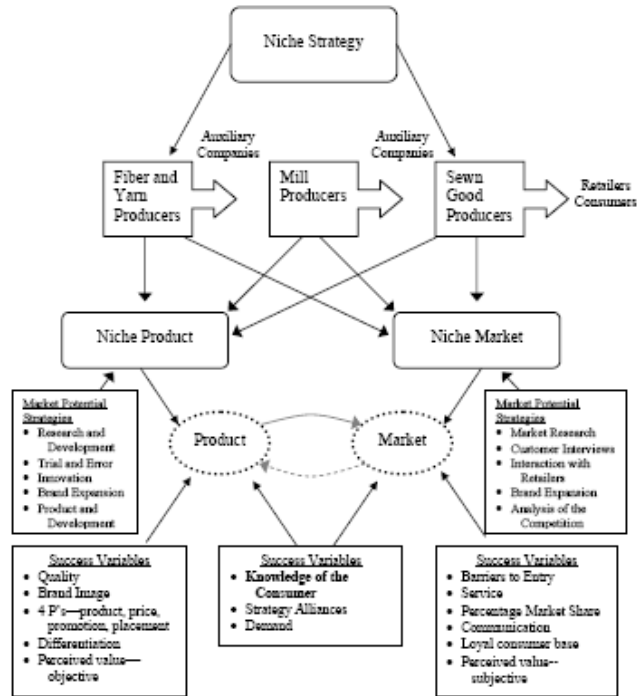 Niche Strategy
Auxiliary
Companies
Auxiliary
Companies
Fiber and
Yarn
Producers
Mill
Producers
Sewn
Good
Producers
Retailers
Consumers
Niche Product
Niche Market
Market Potential
Strategies
• Research and
Development
• Trial and Error
• Innovation
• Brand Expansion
• Product and
Development
Product
Market
Market Potential
Strategies
• Market Research
• Customer Interviews
• Interaction with
Retailers
• Brand Expansion
• Analysis of the
Competition
Success Variables
• Quality
• Brand Image
• 4 P's—product, price,
promotion, placement
• Differentiation
• Perceived value—
objective
Success Variables
• Knowledge of the
Consumer
• Strategy Alliances
• Demand
Success Variables
• Barriers to Entry
• Service
• Percentage Market Share
• Communication
• Loyal consumer base
• Perceived value--
subjective